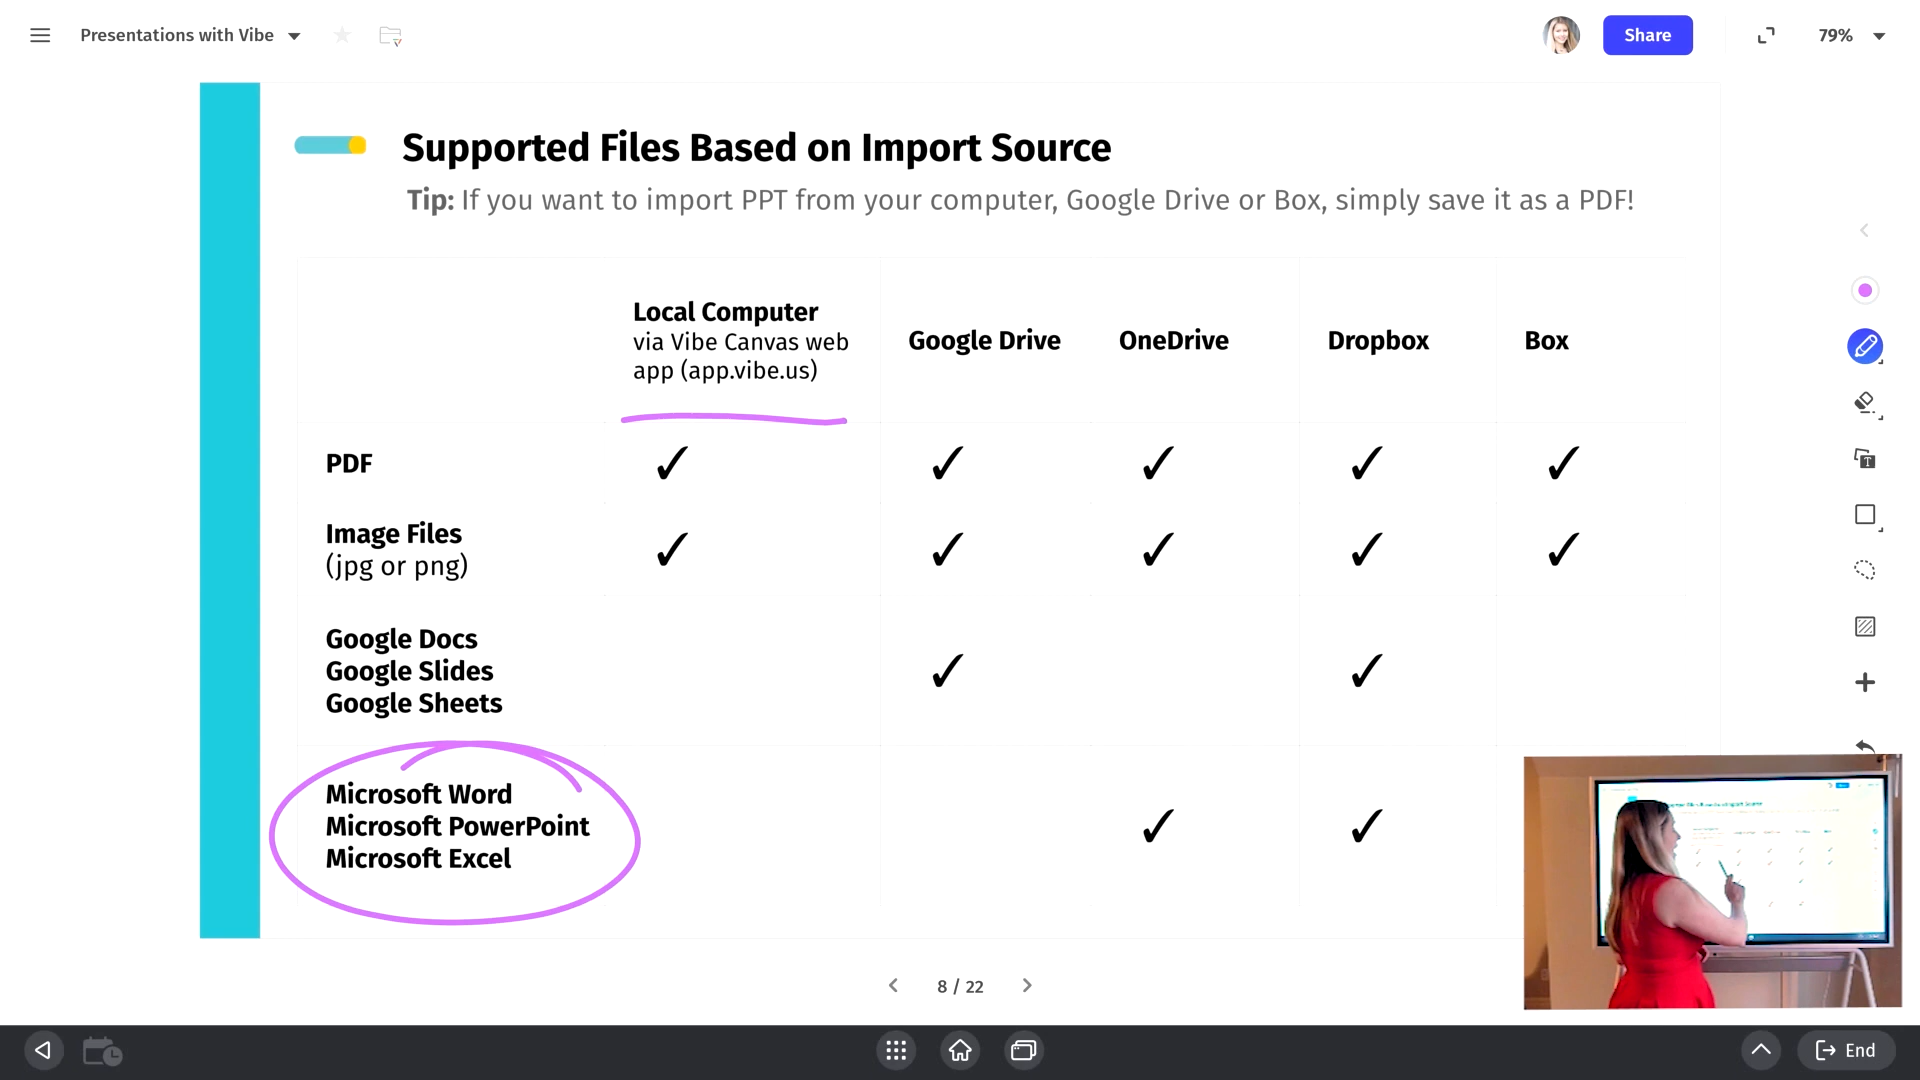 Presentations with Vibe
Share
79%
Supported Files Based on Import Source
Tip: If you want to import PPT from your computer, Google Drive or Box, simply save it as a PDF!
Local Computer
via Vibe Canvas web
app (app.vibe.us)
Google Drive
OneDrive
Dropbox
Box
PDF
✓ ✓ ✓ ✓ ✓
Image Files
(jpg or png)
✓ ✓ ✓ ✓ ✓
Google Docs
Google Slides
Google Sheets
✓ ✓
Microsoft Word
Microsoft PowerPoint
Microsoft Excel
✓ ✓
T
8 / 22
End